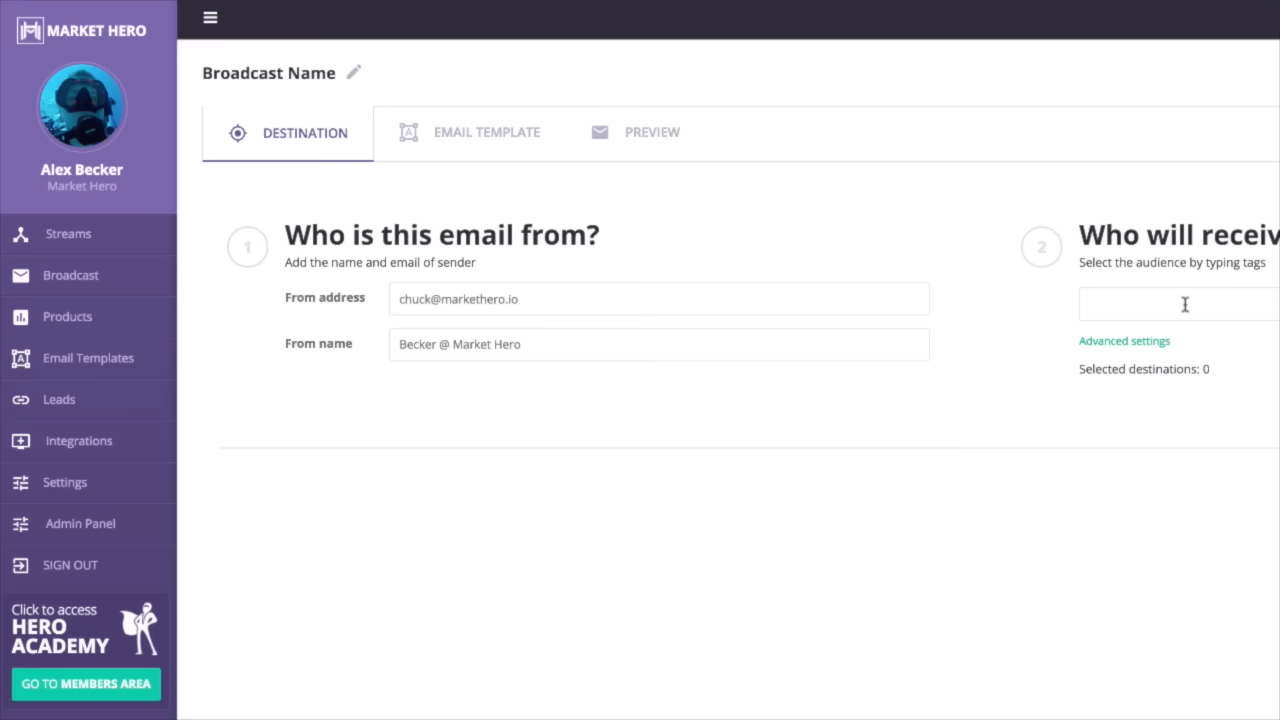 MARKET HERO
Alex Becker
Market Hero
Streams
Broadcast
Products
Email Templates
Leads
Integrations
Settings
Admin Panel
SIGN OUT
Click to access
HERO
ACADEMY
GO TO MEMBERS AREA
Broadcast Name
DESTINATION
EMAIL TEMPLATE
PREVIEW
1
Who is this email from?
Add the name and email of sender
From address
chuck@markethero.io
From name
Becker @ Market Hero
2
Who will receiv
Select the audience by typing tags
Advanced settings
Selected destinations: 0